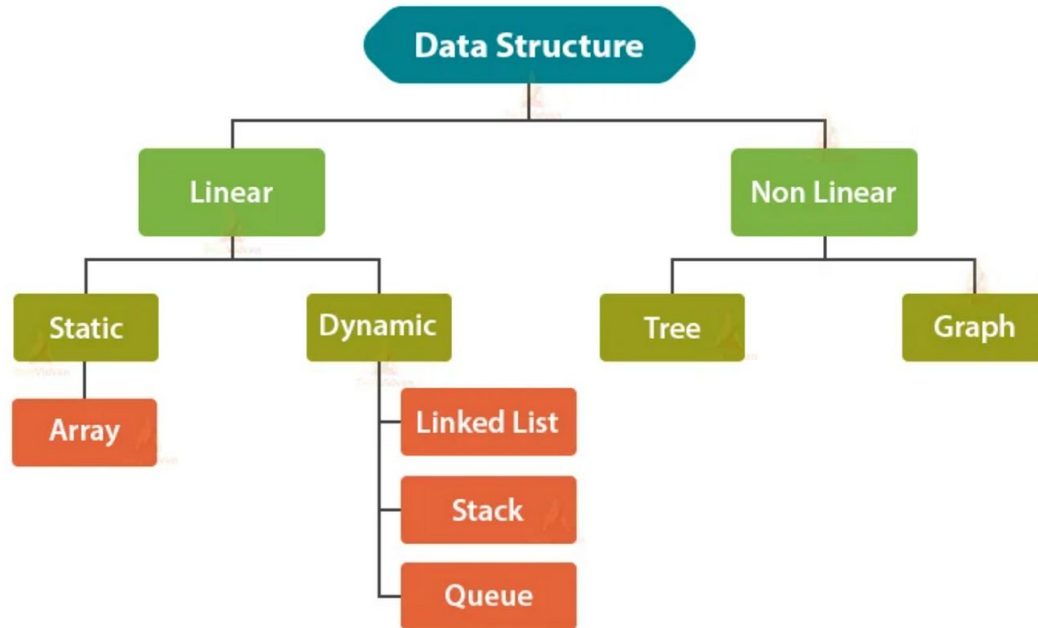 Data Structure
Linear
Non Linear
Static
Dynamic
Tree
Graph
Array
Linked List
Stack
Queue